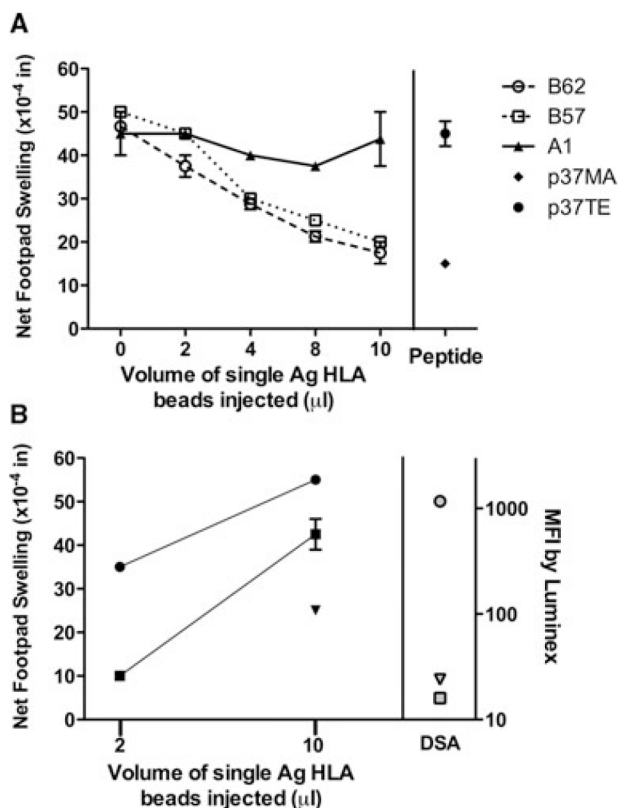 A
Net Footpad Swelling (x10⁻⁴ in)
60
50
40
30
20
10
0
0 2 4 8 10 Peptide
Volume of single Ag HLA
beads injected (μl)
B62
B57
A1
p37MA
p37TE
B
Net Footpad Swelling (x10⁻⁴ in)
60
50
40
30
20
10
0
2 10 DSA
Volume of single Ag HLA
beads injected (μl)
1000
100
10
MFI by Luminex